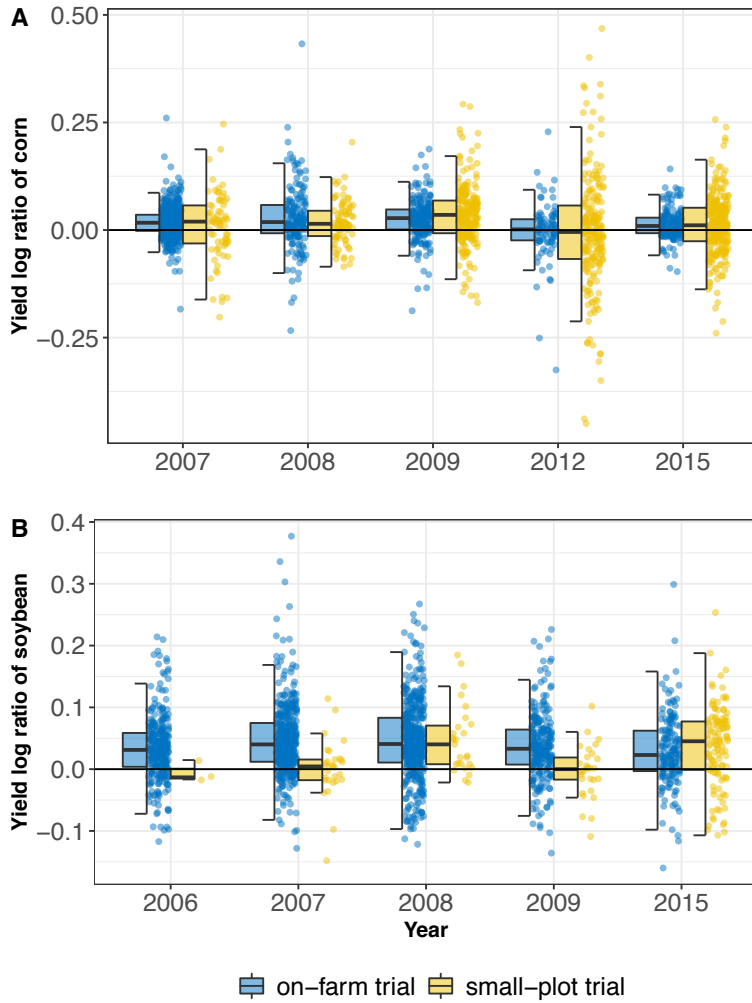 A
Yield log ratio of corn
0.50
0.25
0.00
−0.25
2007 2008 2009 2012 2015
B
Yield log ratio of soybean
0.4
0.3
0.2
0.1
0.0
−0.1
2006 2007 2008 2009 2015
Year
on−farm trial small−plot trial